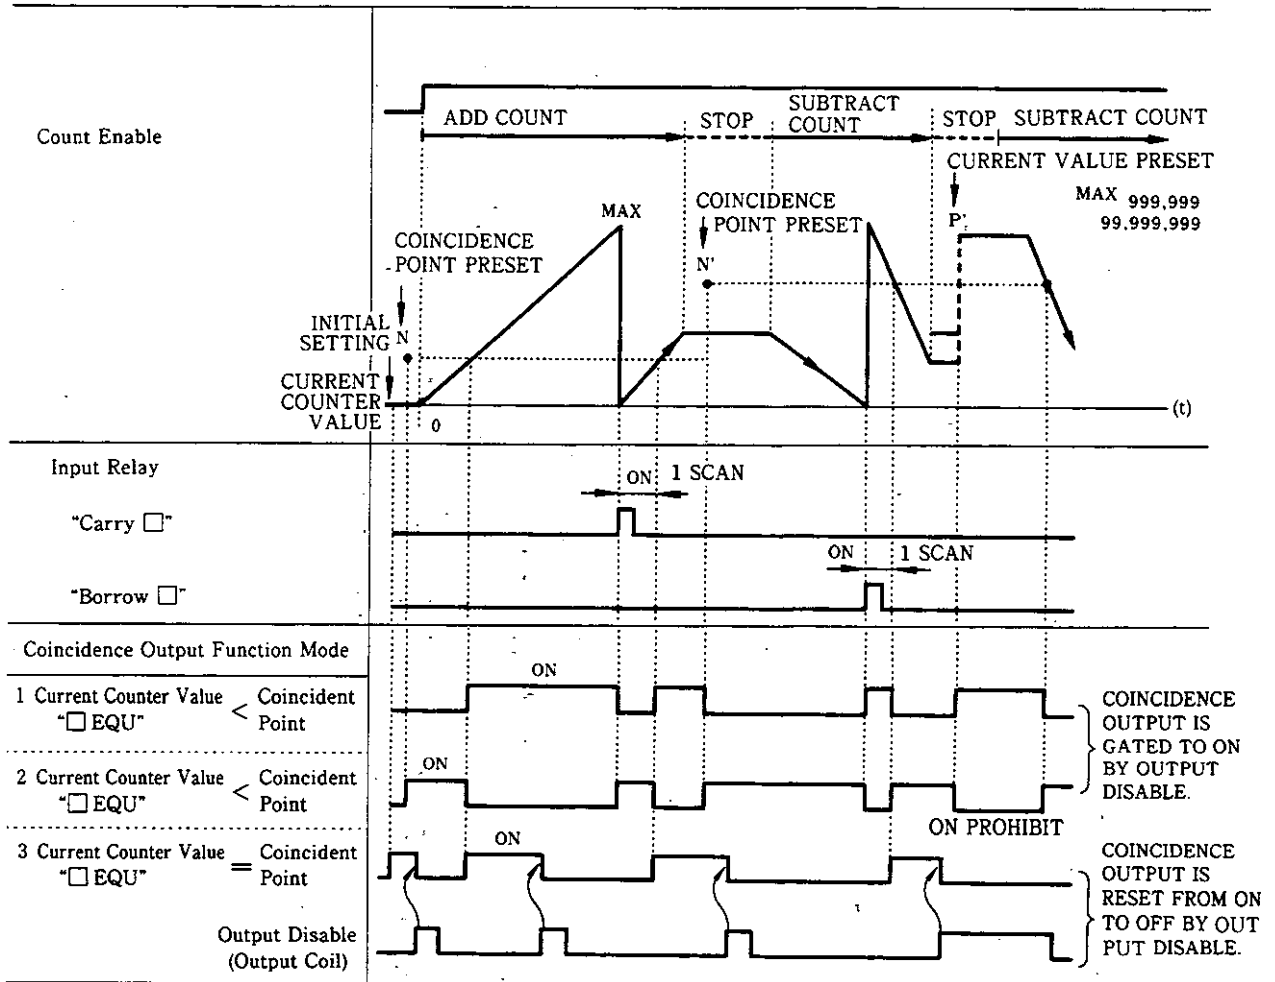 Count Enable
ADD COUNT
STOP
SUBTRACT
COUNT
STOP
SUBTRACT COUNT
CURRENT VALUE PRESET
MAX 999,999
99.999,999
P'
MAX
COINCIDENCE
POINT PRESET
N'
COINCIDENCE
POINT PRESET
INITIAL
SETTING
N
CURRENT
COUNTER
VALUE
0
(t)
Input Relay
ON
1 SCAN
"Carry □"
ON
1 SCAN
"Borrow □"
Coincidence Output Function Mode
ON
1 Current Counter Value < Coincident
"□ EQU" Point
COINCIDENCE
OUTPUT IS
GATED TO ON
BY OUTPUT
DISABLE.
ON
2 Current Counter Value < Coincident
"□ EQU" Point
ON PROHIBIT
ON
3 Current Counter Value = Coincident
"□ EQU" Point
COINCIDENCE
OUTPUT IS
RESET FROM ON
TO OFF BY OUT
PUT DISABLE.
Output Disable
(Output Coil)